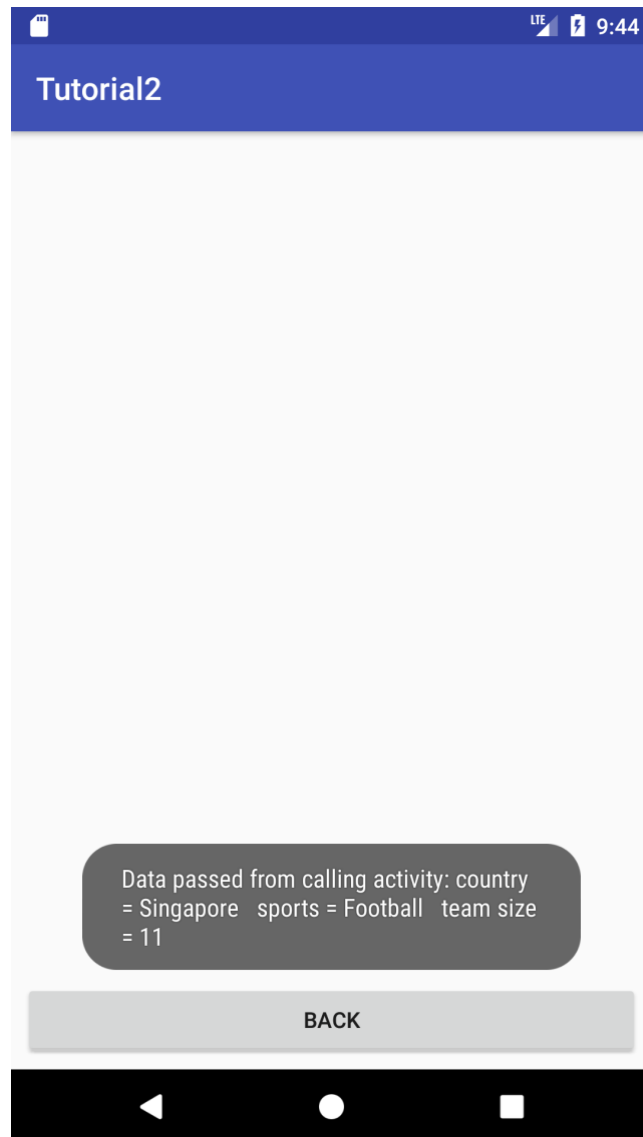 LTE 9:44
Tutorial2
Data passed from calling activity: country
= Singapore   sports = Football   team size
= 11
BACK